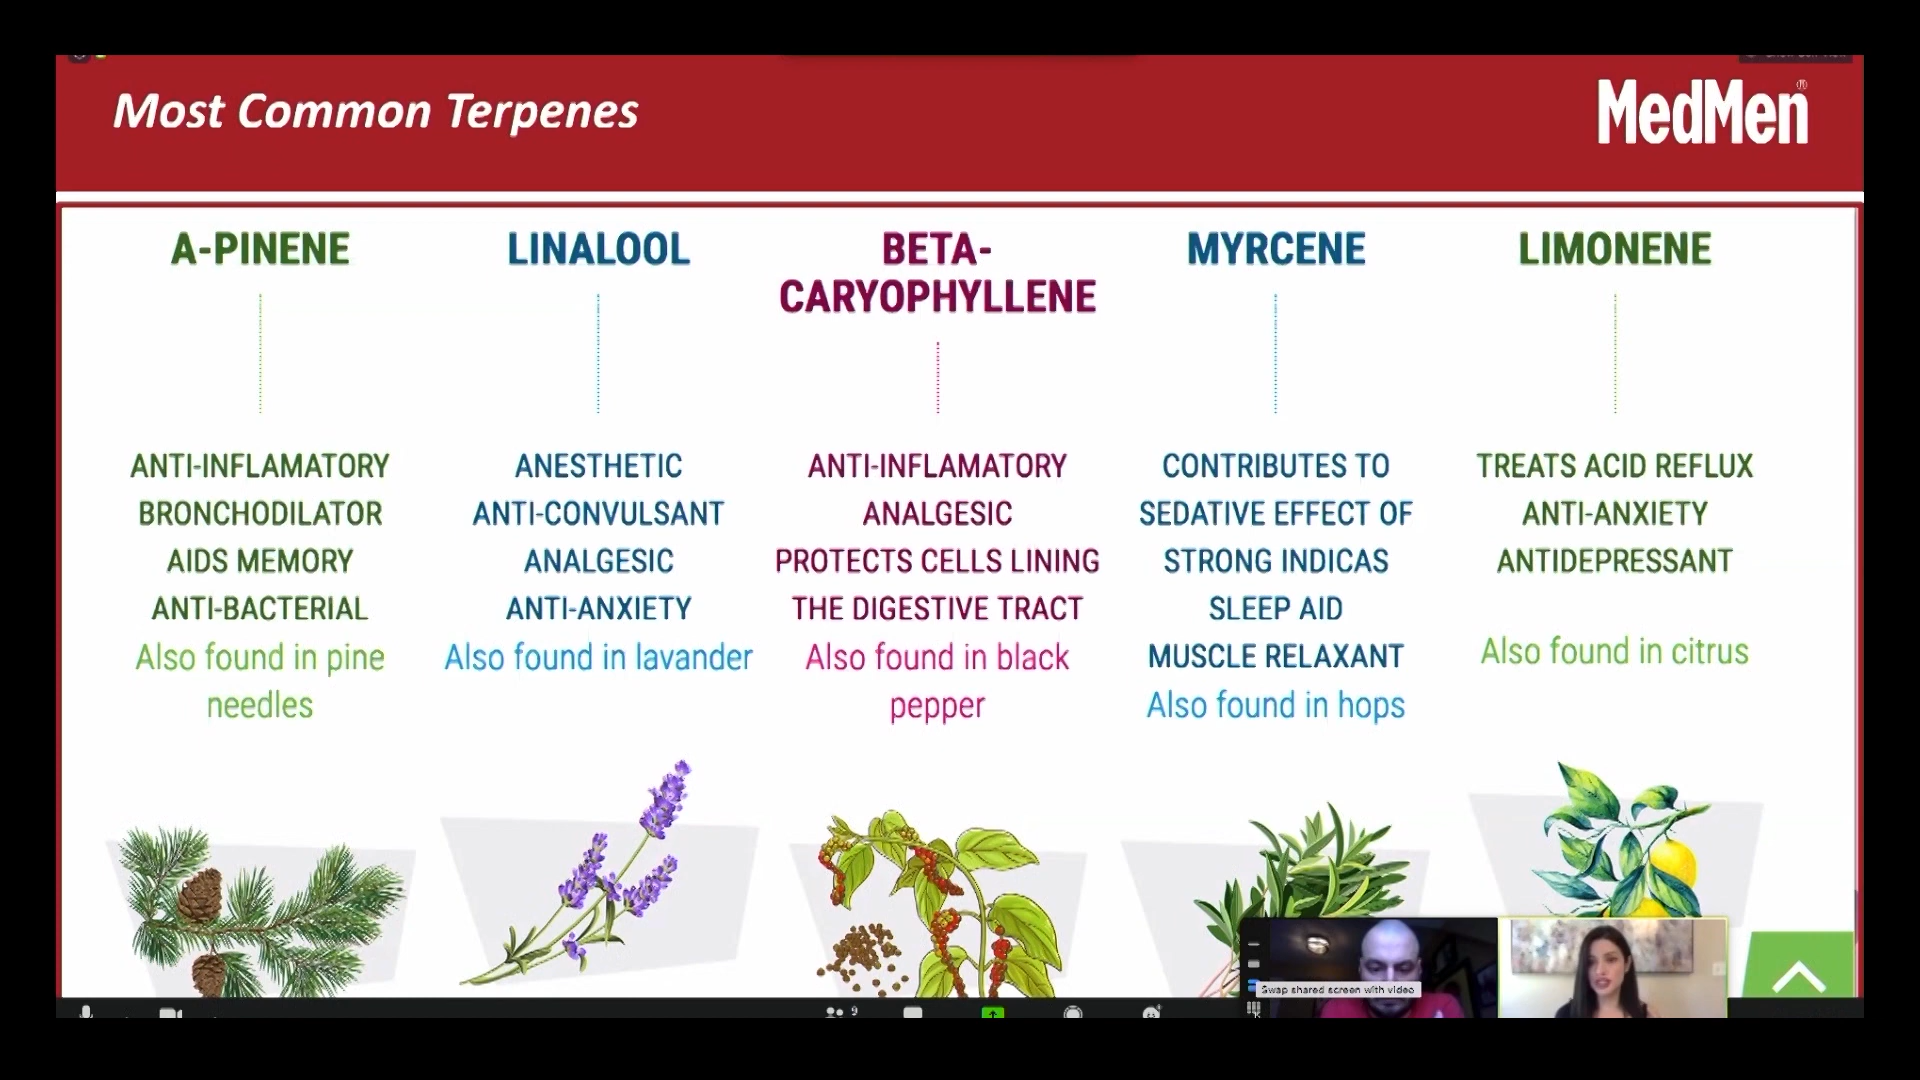 Most Common Terpenes
MedMen®
A-PINENE
ANTI-INFLAMATORY
BRONCHODILATOR
AIDS MEMORY
ANTI-BACTERIAL
Also found in pine
needles
LINALOOL
ANESTHETIC
ANTI-CONVULSANT
ANALGESIC
ANTI-ANXIETY
Also found in lavander
BETA-
CARYOPHYLLENE
ANTI-INFLAMATORY
ANALGESIC
PROTECTS CELLS LINING
THE DIGESTIVE TRACT
Also found in black
pepper
MYRCENE
CONTRIBUTES TO
SEDATIVE EFFECT OF
STRONG INDICAS
SLEEP AID
MUSCLE RELAXANT
Also found in hops
LIMONENE
TREATS ACID REFLUX
ANTI-ANXIETY
ANTIDEPRESSANT
Also found in citrus
Swap shared screen with video
9